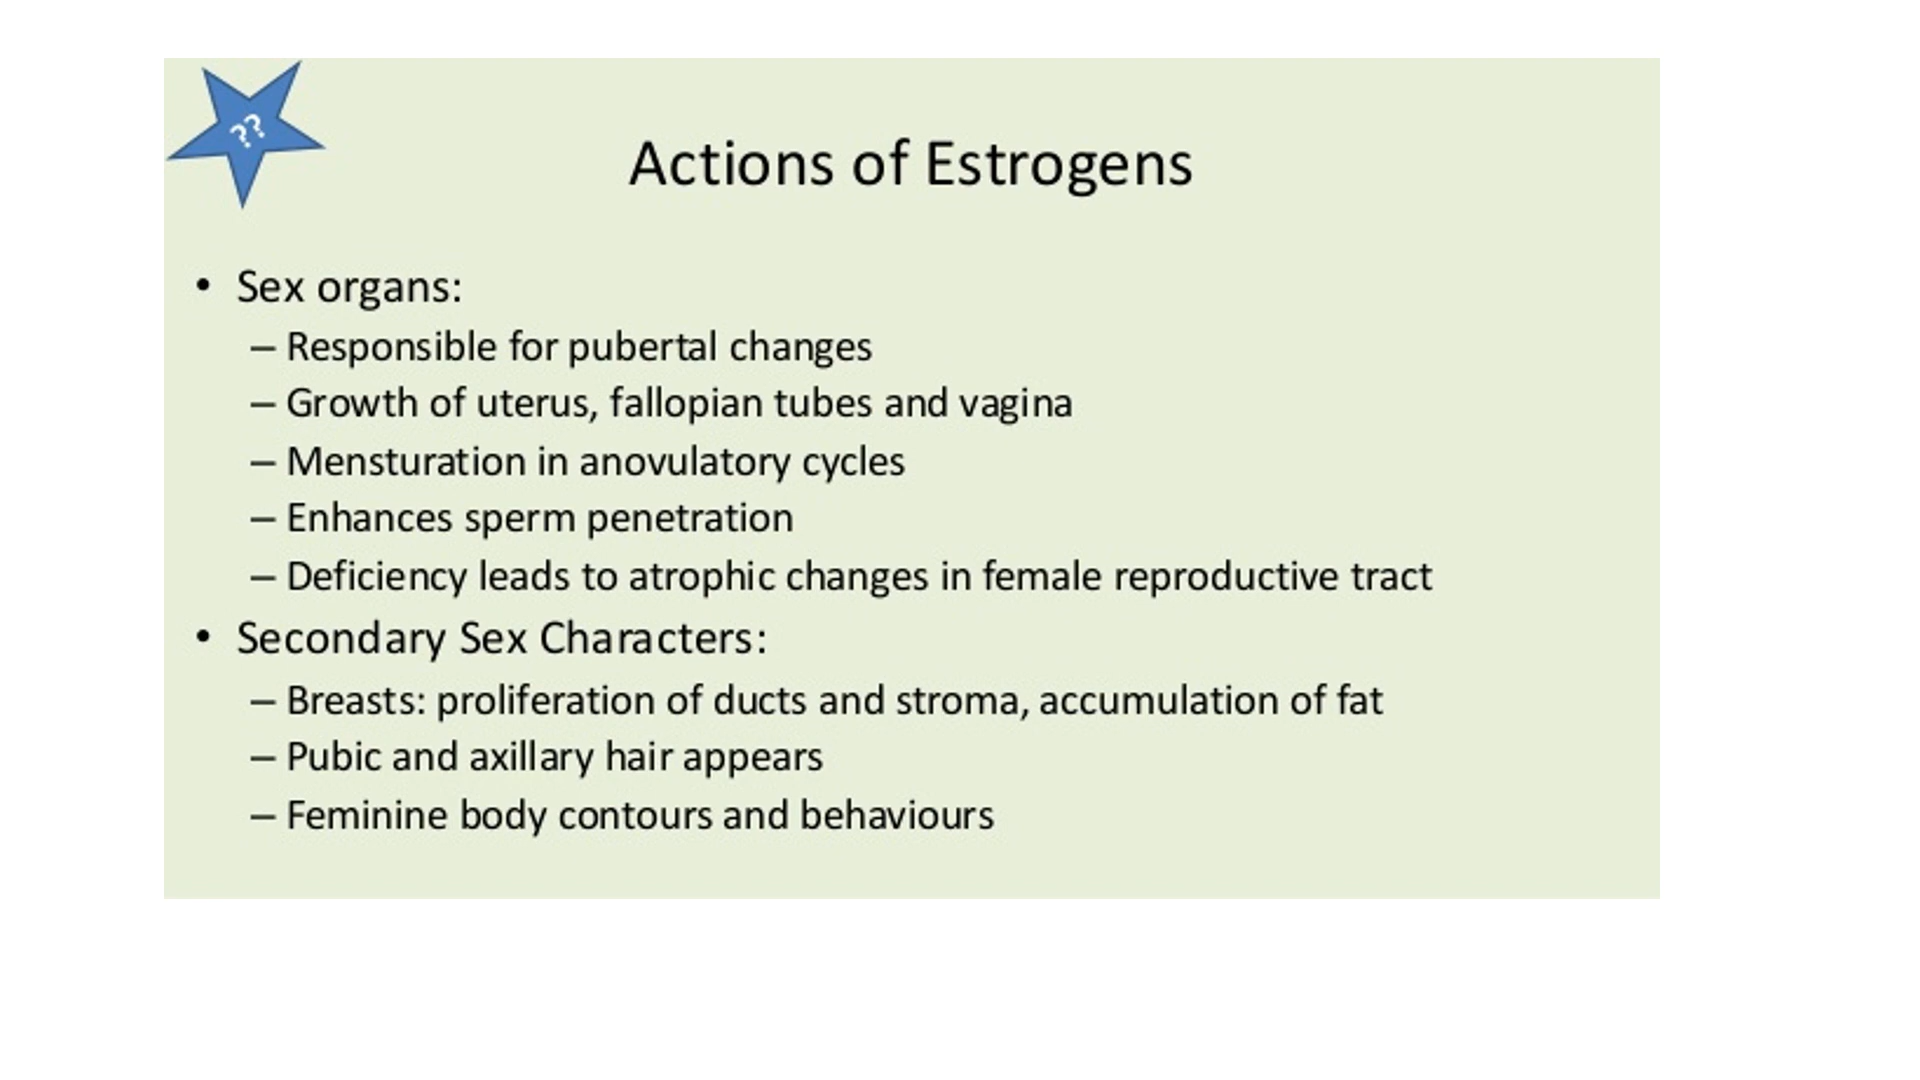 ??
Actions of Estrogens
• Sex organs:
– Responsible for pubertal changes
– Growth of uterus, fallopian tubes and vagina
– Mensturation in anovulatory cycles
– Enhances sperm penetration
– Deficiency leads to atrophic changes in female reproductive tract
• Secondary Sex Characters:
– Breasts: proliferation of ducts and stroma, accumulation of fat
– Pubic and axillary hair appears
– Feminine body contours and behaviours